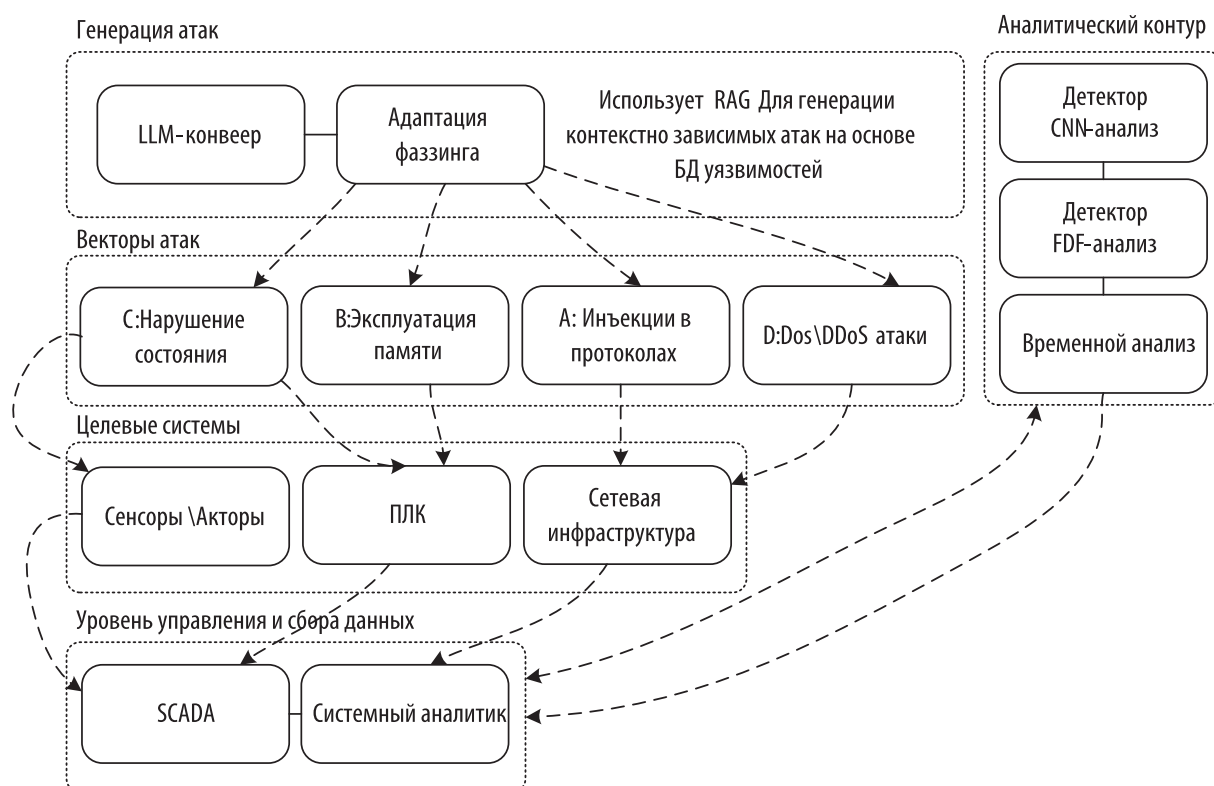 Генерация атак
LLM-конвеер
Адаптация
фаззинга
Использует RAG Для генерации
контекстно зависимых атак на основе
БД уязвимостей
Аналитический контур
Детектор
CNN-анализ
Детектор
FDF-анализ
Временной анализ
Векторы атак
C:Нарушение
состояния
B:Эксплуатация
памяти
A: Инъекции в
протоколах
D:Dos\DDoS атаки
Целевые системы
Сенсоры \Акторы
ПЛК
Сетевая
инфраструктура
Уровень управления и сбора данных
SCADA
Системный аналитик